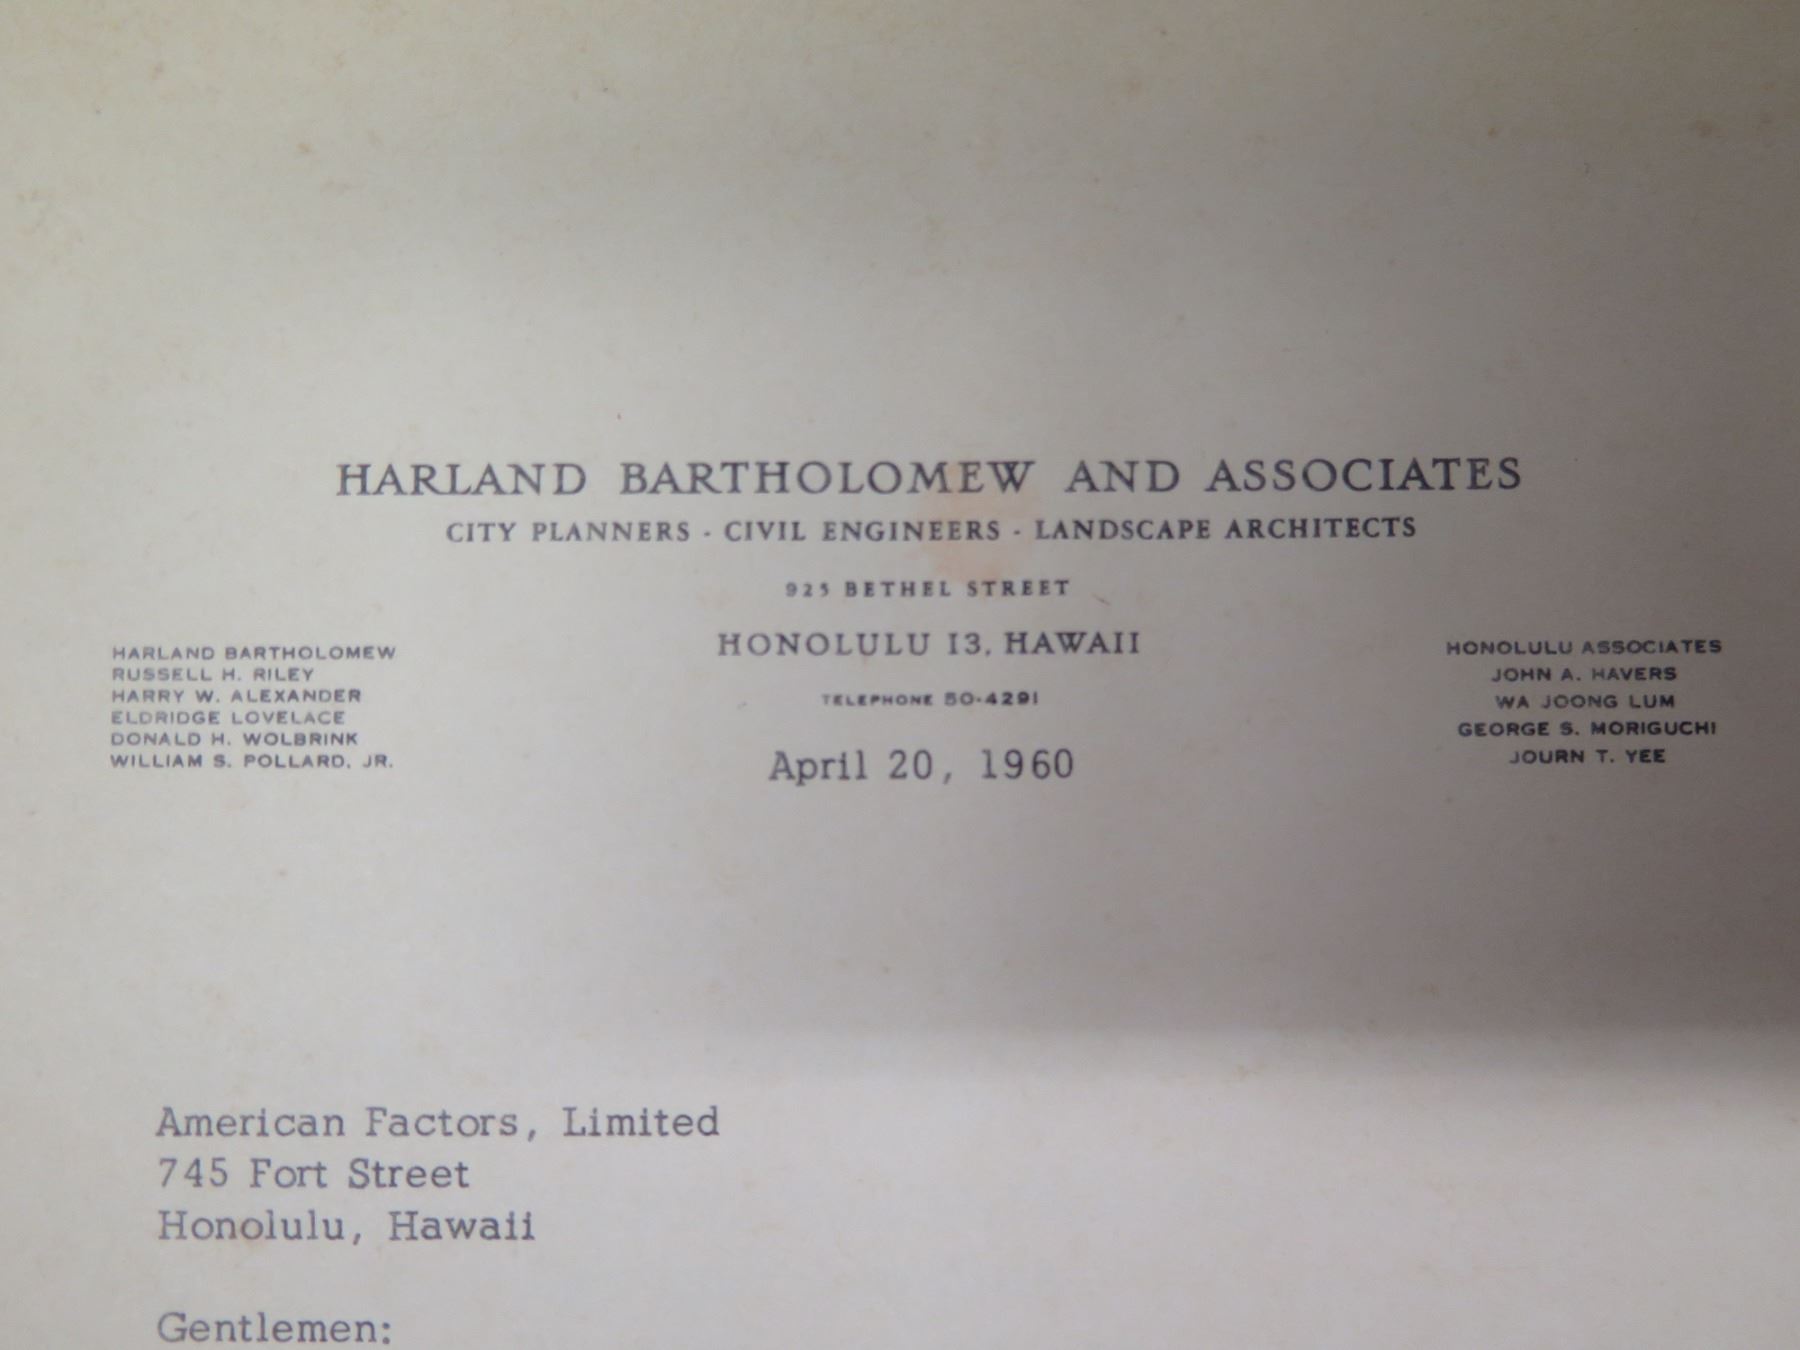 HARLAND BARTHOLOMEW AND ASSOCIATES
CITY PLANNERS · CIVIL ENGINEERS · LANDSCAPE ARCHITECTS
925 BETHEL STREET
HONOLULU 13, HAWAII
TELEPHONE 50-4291
April 20, 1960
HARLAND BARTHOLOMEW
RUSSELL H. RILEY
HARRY W. ALEXANDER
ELDRIDGE LOVELACE
DONALD H. WOLBRINK
WILLIAM S. POLLARD, JR.
HONOLULU ASSOCIATES
JOHN A. HAVERS
WA JOONG LUM
GEORGE S. MORIGUCHI
JOURN T. YEE
American Factors, Limited
745 Fort Street
Honolulu, Hawaii
Gentlemen: